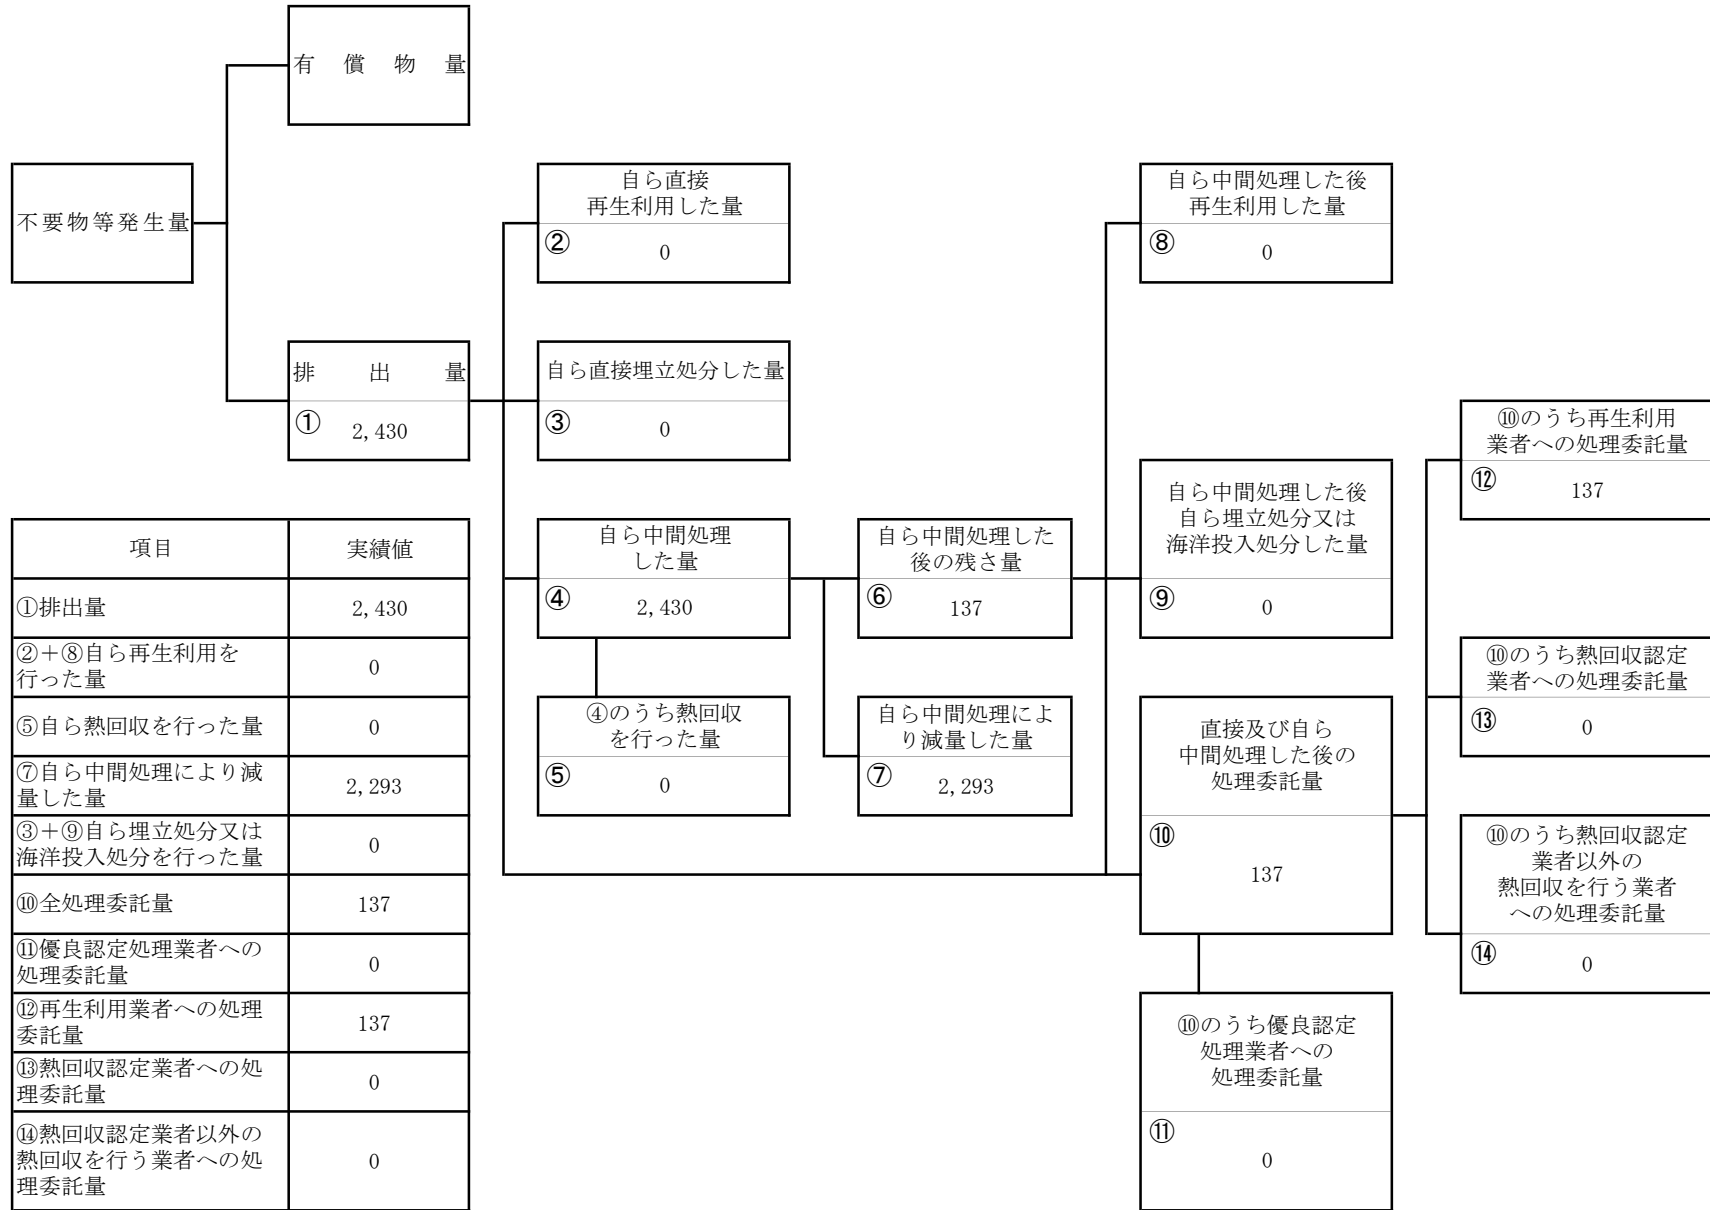 有償物量
不要物等発生量
排出量
① 2,430
自ら直接
再生利用した量
② 0
自ら直接埋立処分した量
③ 0
自ら中間処理
した量
④ 2,430
④のうち熱回収
を行った量
⑤ 0
自ら中間処理した
後の残さ量
⑥ 137
自ら中間処理によ
り減量した量
⑦ 2,293
自ら中間処理した後
再生利用した量
⑧ 0
自ら中間処理した後
自ら埋立処分又は
海洋投入処分した量
⑨ 0
直接及び自ら
中間処理した後の
処理委託量
⑩
137
⑩のうち優良認定
処理業者への
処理委託量
⑪
0
⑩のうち再生利用
業者への処理委託量
⑫ 137
⑩のうち熱回収認定
業者への処理委託量
⑬ 0
⑩のうち熱回収認定
業者以外の
熱回収を行う業者
への処理委託量
⑭ 0
項目 実績値
①排出量 2,430
②+⑧自ら再生利用を
行った量 0
⑤自ら熱回収を行った量 0
⑦自ら中間処理により減
量した量 2,293
③+⑨自ら埋立処分又は
海洋投入処分を行った量 0
⑩全処理委託量 137
⑪優良認定処理業者への
処理委託量 0
⑫再生利用業者への処理
委託量 137
⑬熱回収認定業者への処
理委託量 0
⑭熱回収認定業者以外の
熱回収を行う業者への処
理委託量 0